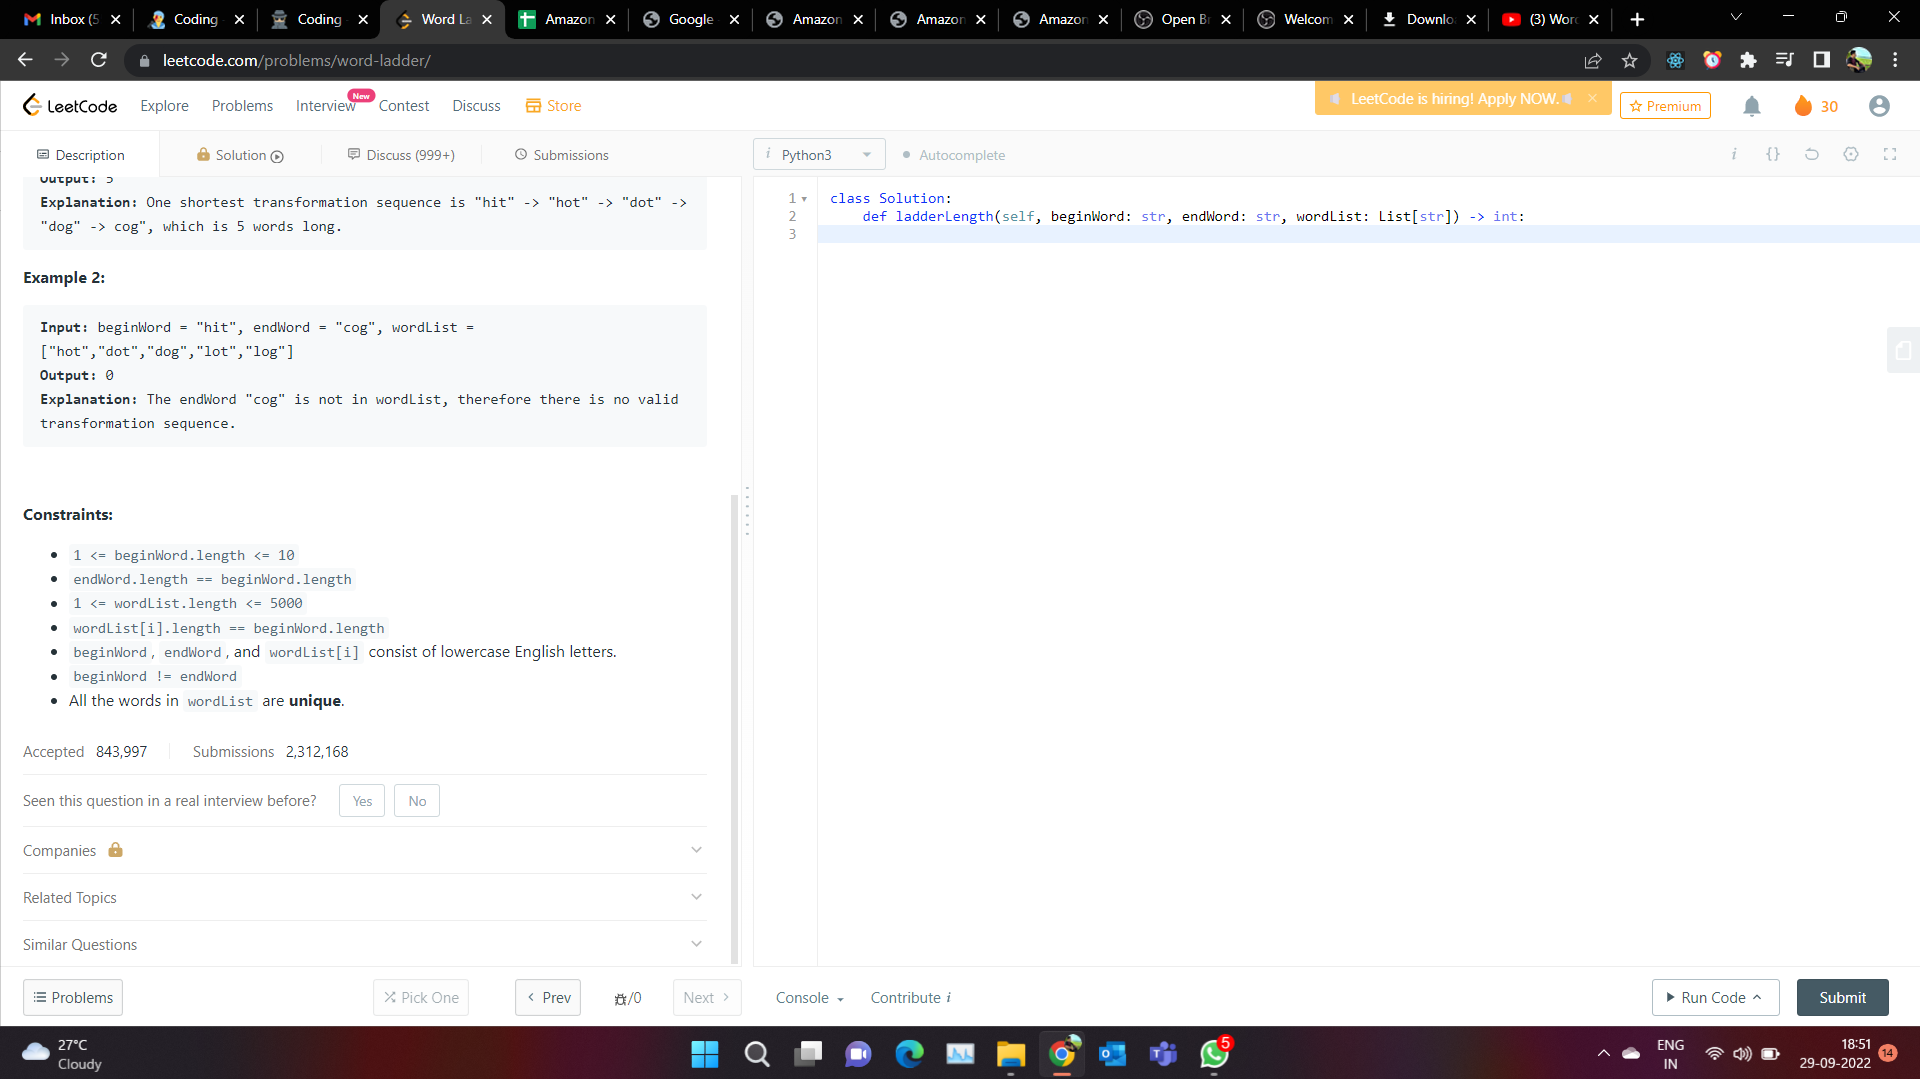 Inbox (5
Coding
Coding
Word La
Amazon
Google
Amazon
Amazon
Amazon
Open Br
Welcom
Downlo
(3) Word
leetcode.com/problems/word-ladder/
LeetCode
Explore
Problems
Interview
New
Contest
Discuss
Store
LeetCode is hiring! Apply NOW.
Premium
30
Description
Solution
Discuss (999+)
Submissions
i Python3
Autocomplete
i {}
Output: 5
Explanation: One shortest transformation sequence is "hit" -> "hot" -> "dot" ->
"dog" -> cog", which is 5 words long.
Example 2:
Input: beginWord = "hit", endWord = "cog", wordList =
["hot","dot","dog","lot","log"]
Output: 0
Explanation: The endWord "cog" is not in wordList, therefore there is no valid
transformation sequence.
Constraints:
• 1 <= beginWord.length <= 10
• endWord.length == beginWord.length
• 1 <= wordList.length <= 5000
• wordList[i].length == beginWord.length
• beginWord, endWord, and wordList[i] consist of lowercase English letters.
• beginWord != endWord
• All the words in wordList are unique.
Accepted 843,997 Submissions 2,312,168
Seen this question in a real interview before? Yes No
Companies
Related Topics
Similar Questions
1 class Solution:
2 def ladderLength(self, beginWord: str, endWord: str, wordList: List[str]) -> int:
3
Problems
Pick One
Prev
/0
Next
Console
Contribute i
Run Code
Submit
27°C
Cloudy
5
ENG
IN
18:51
29-09-2022
14